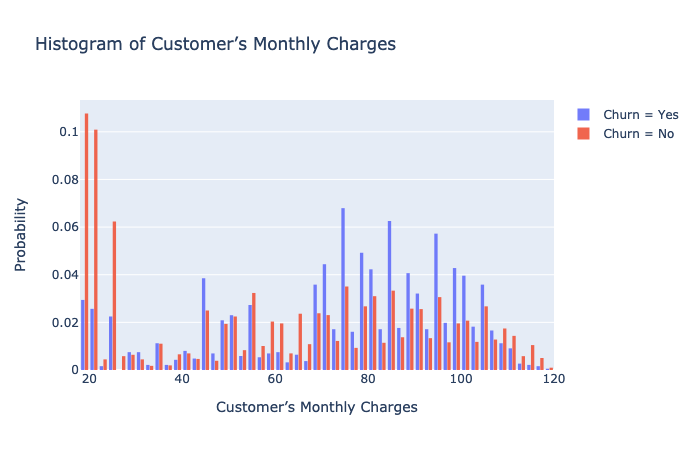 Histogram of Customer’s Monthly Charges
Churn = Yes
Churn = No
0.1
0.08
0.06
0.04
0.02
0
Probability
20
40
60
80
100
120
Customer’s Monthly Charges